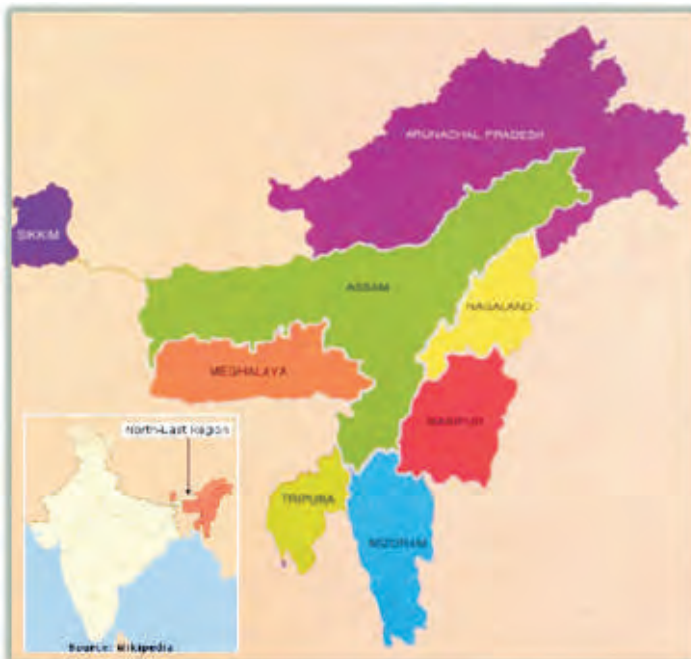 ARUNACHAL PRADESH
SIKKIM
ASSAM
NAGALAND
MEGHALAYA
MANIPUR
TRIPURA
MIZORAM
North-East Region
Source: Wikipedia